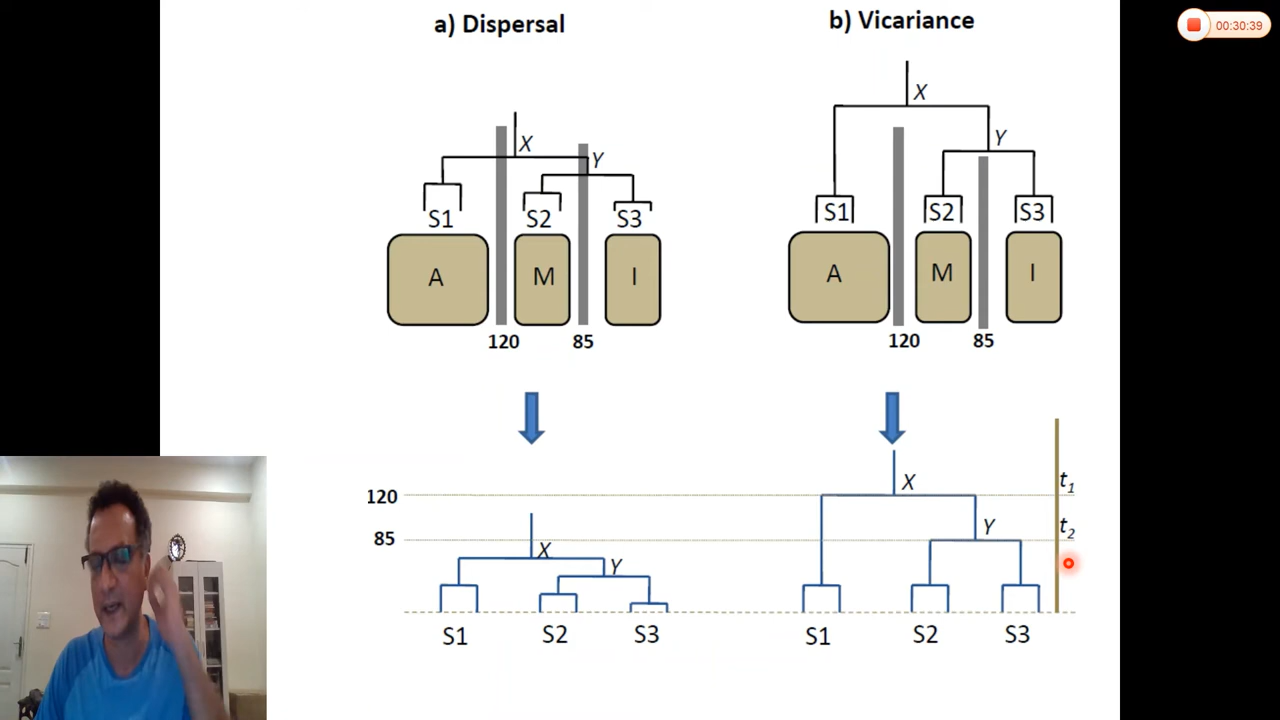 a) Dispersal
X
Y
S1 S2 S3
A M I
120 85
b) Vicariance
X
Y
S1 S2 S3
A M I
120 85
120
85
X
Y
S1 S2 S3
X
Y
t1
t2
S1 S2 S3
00:30:39